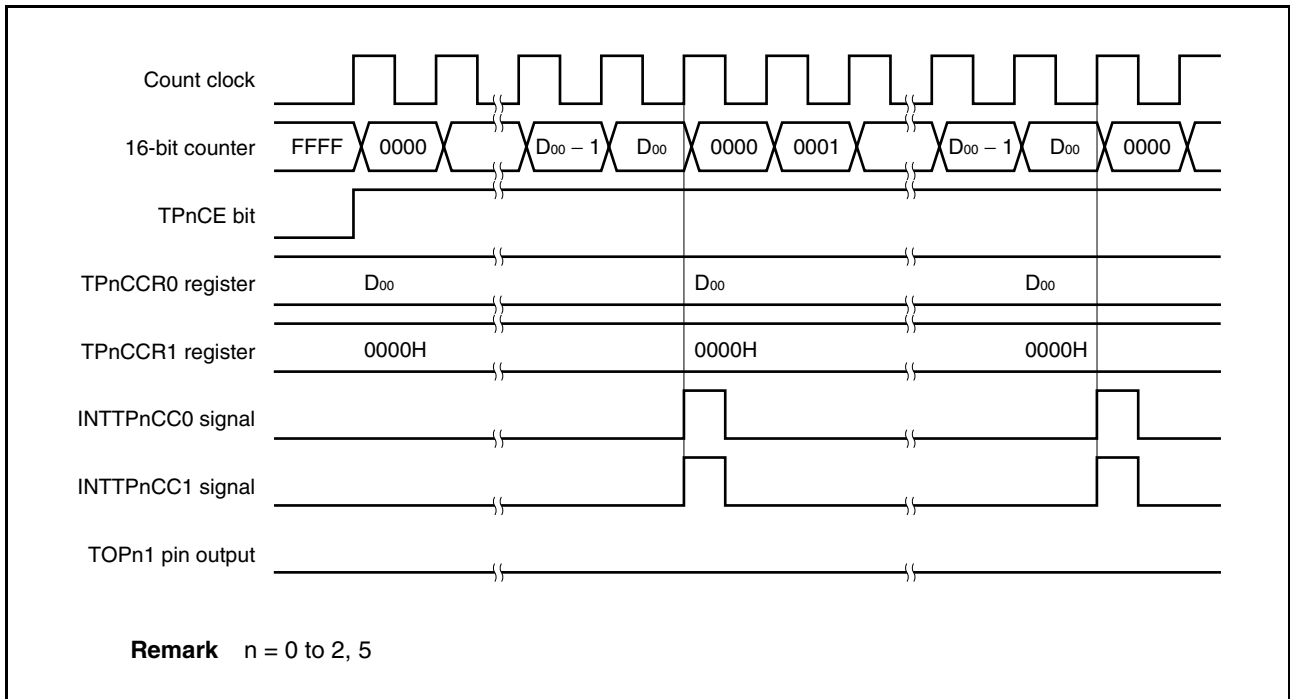 Count clock
16-bit counter FFFF 0000 D00 − 1 D00 0000 0001 D00 − 1 D00 0000
TPnCE bit
TPnCCR0 register D00 D00 D00
TPnCCR1 register 0000H 0000H 0000H
INTTPnCC0 signal
INTTPnCC1 signal
TOPn1 pin output
Remark n = 0 to 2, 5